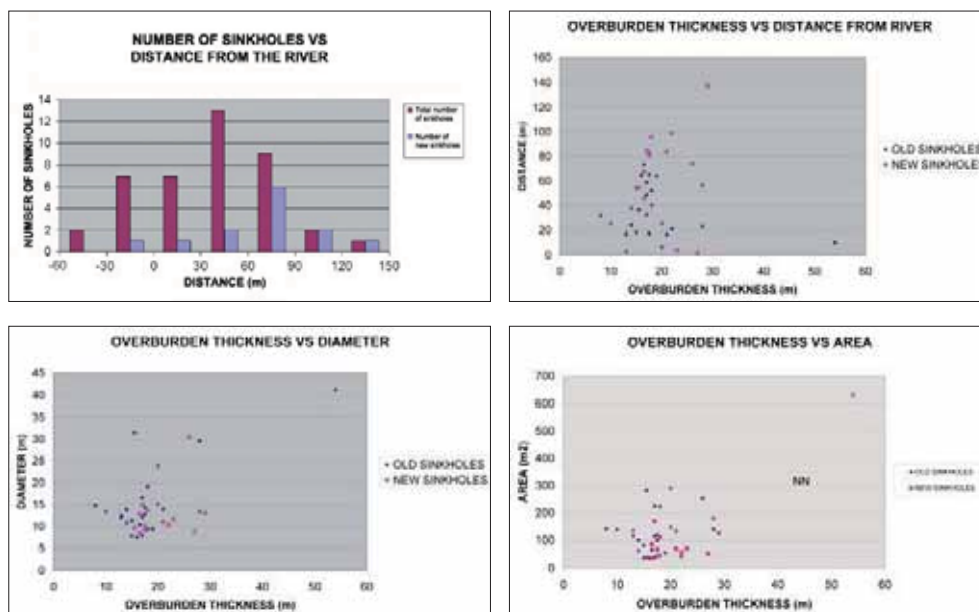 NUMBER OF SINKHOLES VS
DISTANCE FROM THE RIVER
NUMBER OF SINKHOLES
14
12
10
8
6
4
2
0
-60 -30 0 30 60 90 120 150
DISTANCE (m)
Total number
of sinkholes
Number of
new sinkholes
OVERBURDEN THICKNESS VS DISTANCE FROM RIVER
DISTANCE (m)
160
140
120
100
80
60
40
20
0
0 10 20 30 40 50 60
OVERBURDEN THICKNESS (m)
OLD SINKHOLES
NEW SINKHOLES
OVERBURDEN THICKNESS VS DIAMETER
DIAMETER (m)
45
40
35
30
25
20
15
10
5
0
0 10 20 30 40 50 60
OVERBURDEN THICKNESS (m)
OLD SINKHOLES
NEW SINKHOLES
OVERBURDEN THICKNESS VS AREA
AREA (m2)
700
600
500
400
300
200
100
0
0 10 20 30 40 50 60
OVERBURDEN THICKNESS (m)
NN
OLD SINKHOLES
NEW SINKHOLES